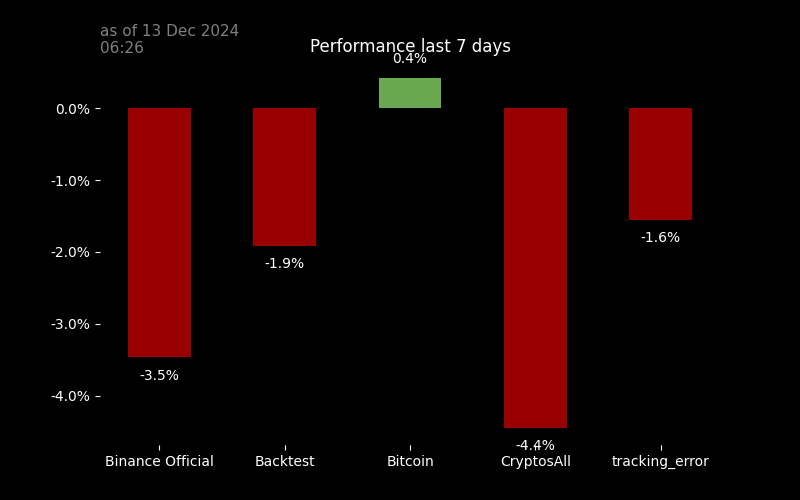 as of 13 Dec 2024
06:26
Performance last 7 days
0.4%
0.0%
-1.0%
-2.0%
-3.0%
-4.0%
-3.5%
-1.9%
-4.4%
-1.6%
Binance Official
Backtest
Bitcoin
CryptosAll
tracking_error